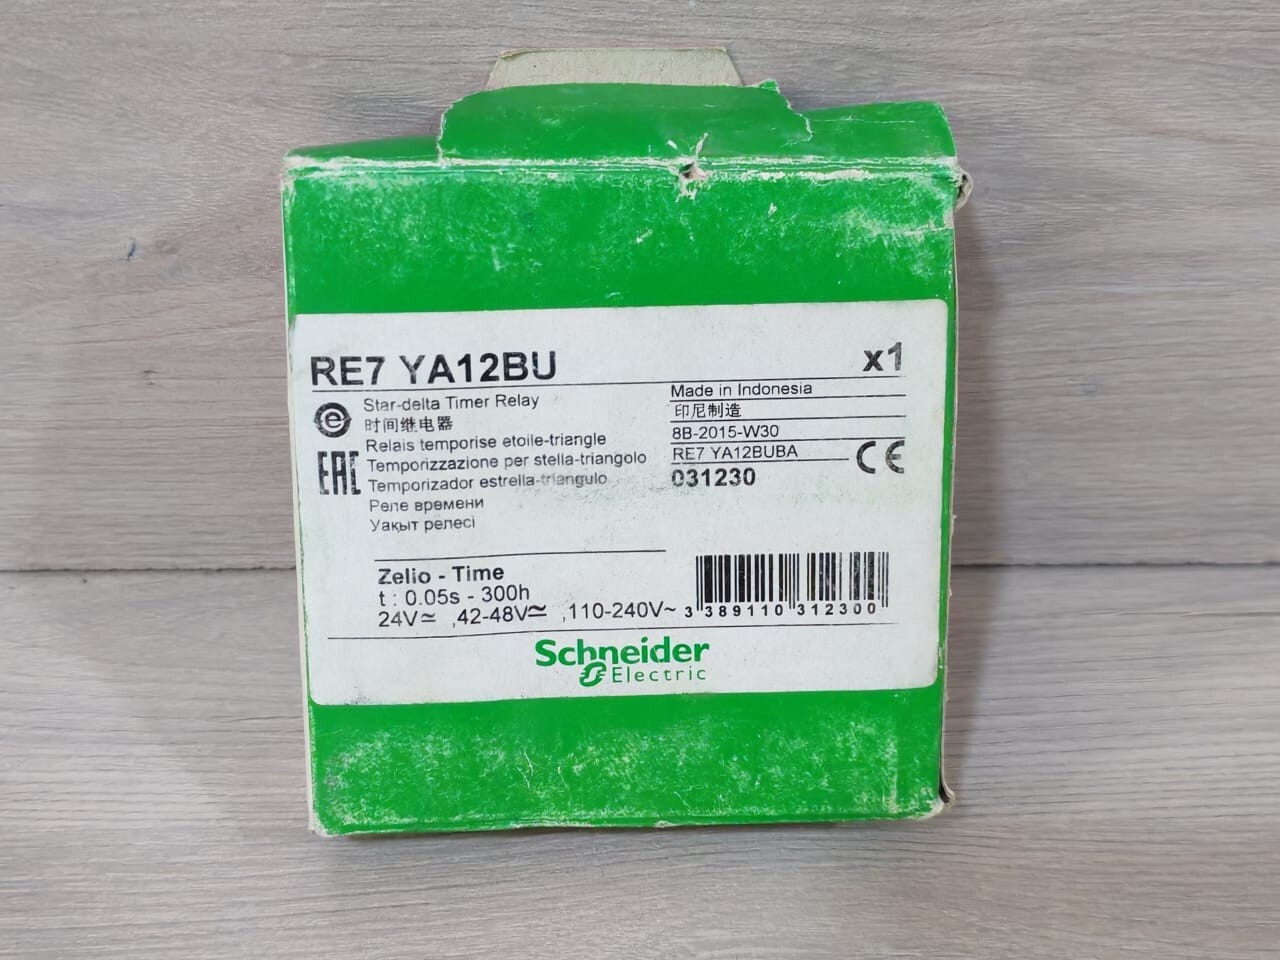 RE7 YA12BU
x1
Star-delta Timer Relay
时间继电器
Relais temporise etoile-triangle
Temporizzazione per stella-triangolo
Temporizador estrella-triangulo
Реле времени
Уақыт релесі
Made in Indonesia
印尼制造
8B-2015-W30
RE7 YA12BUBA
CE
031230
e
EAC
Zelio - Time
t : 0.05s - 300h
24V≃ ,42-48V≃ ,110-240V~
3 389110 312300
Schneider
Electric